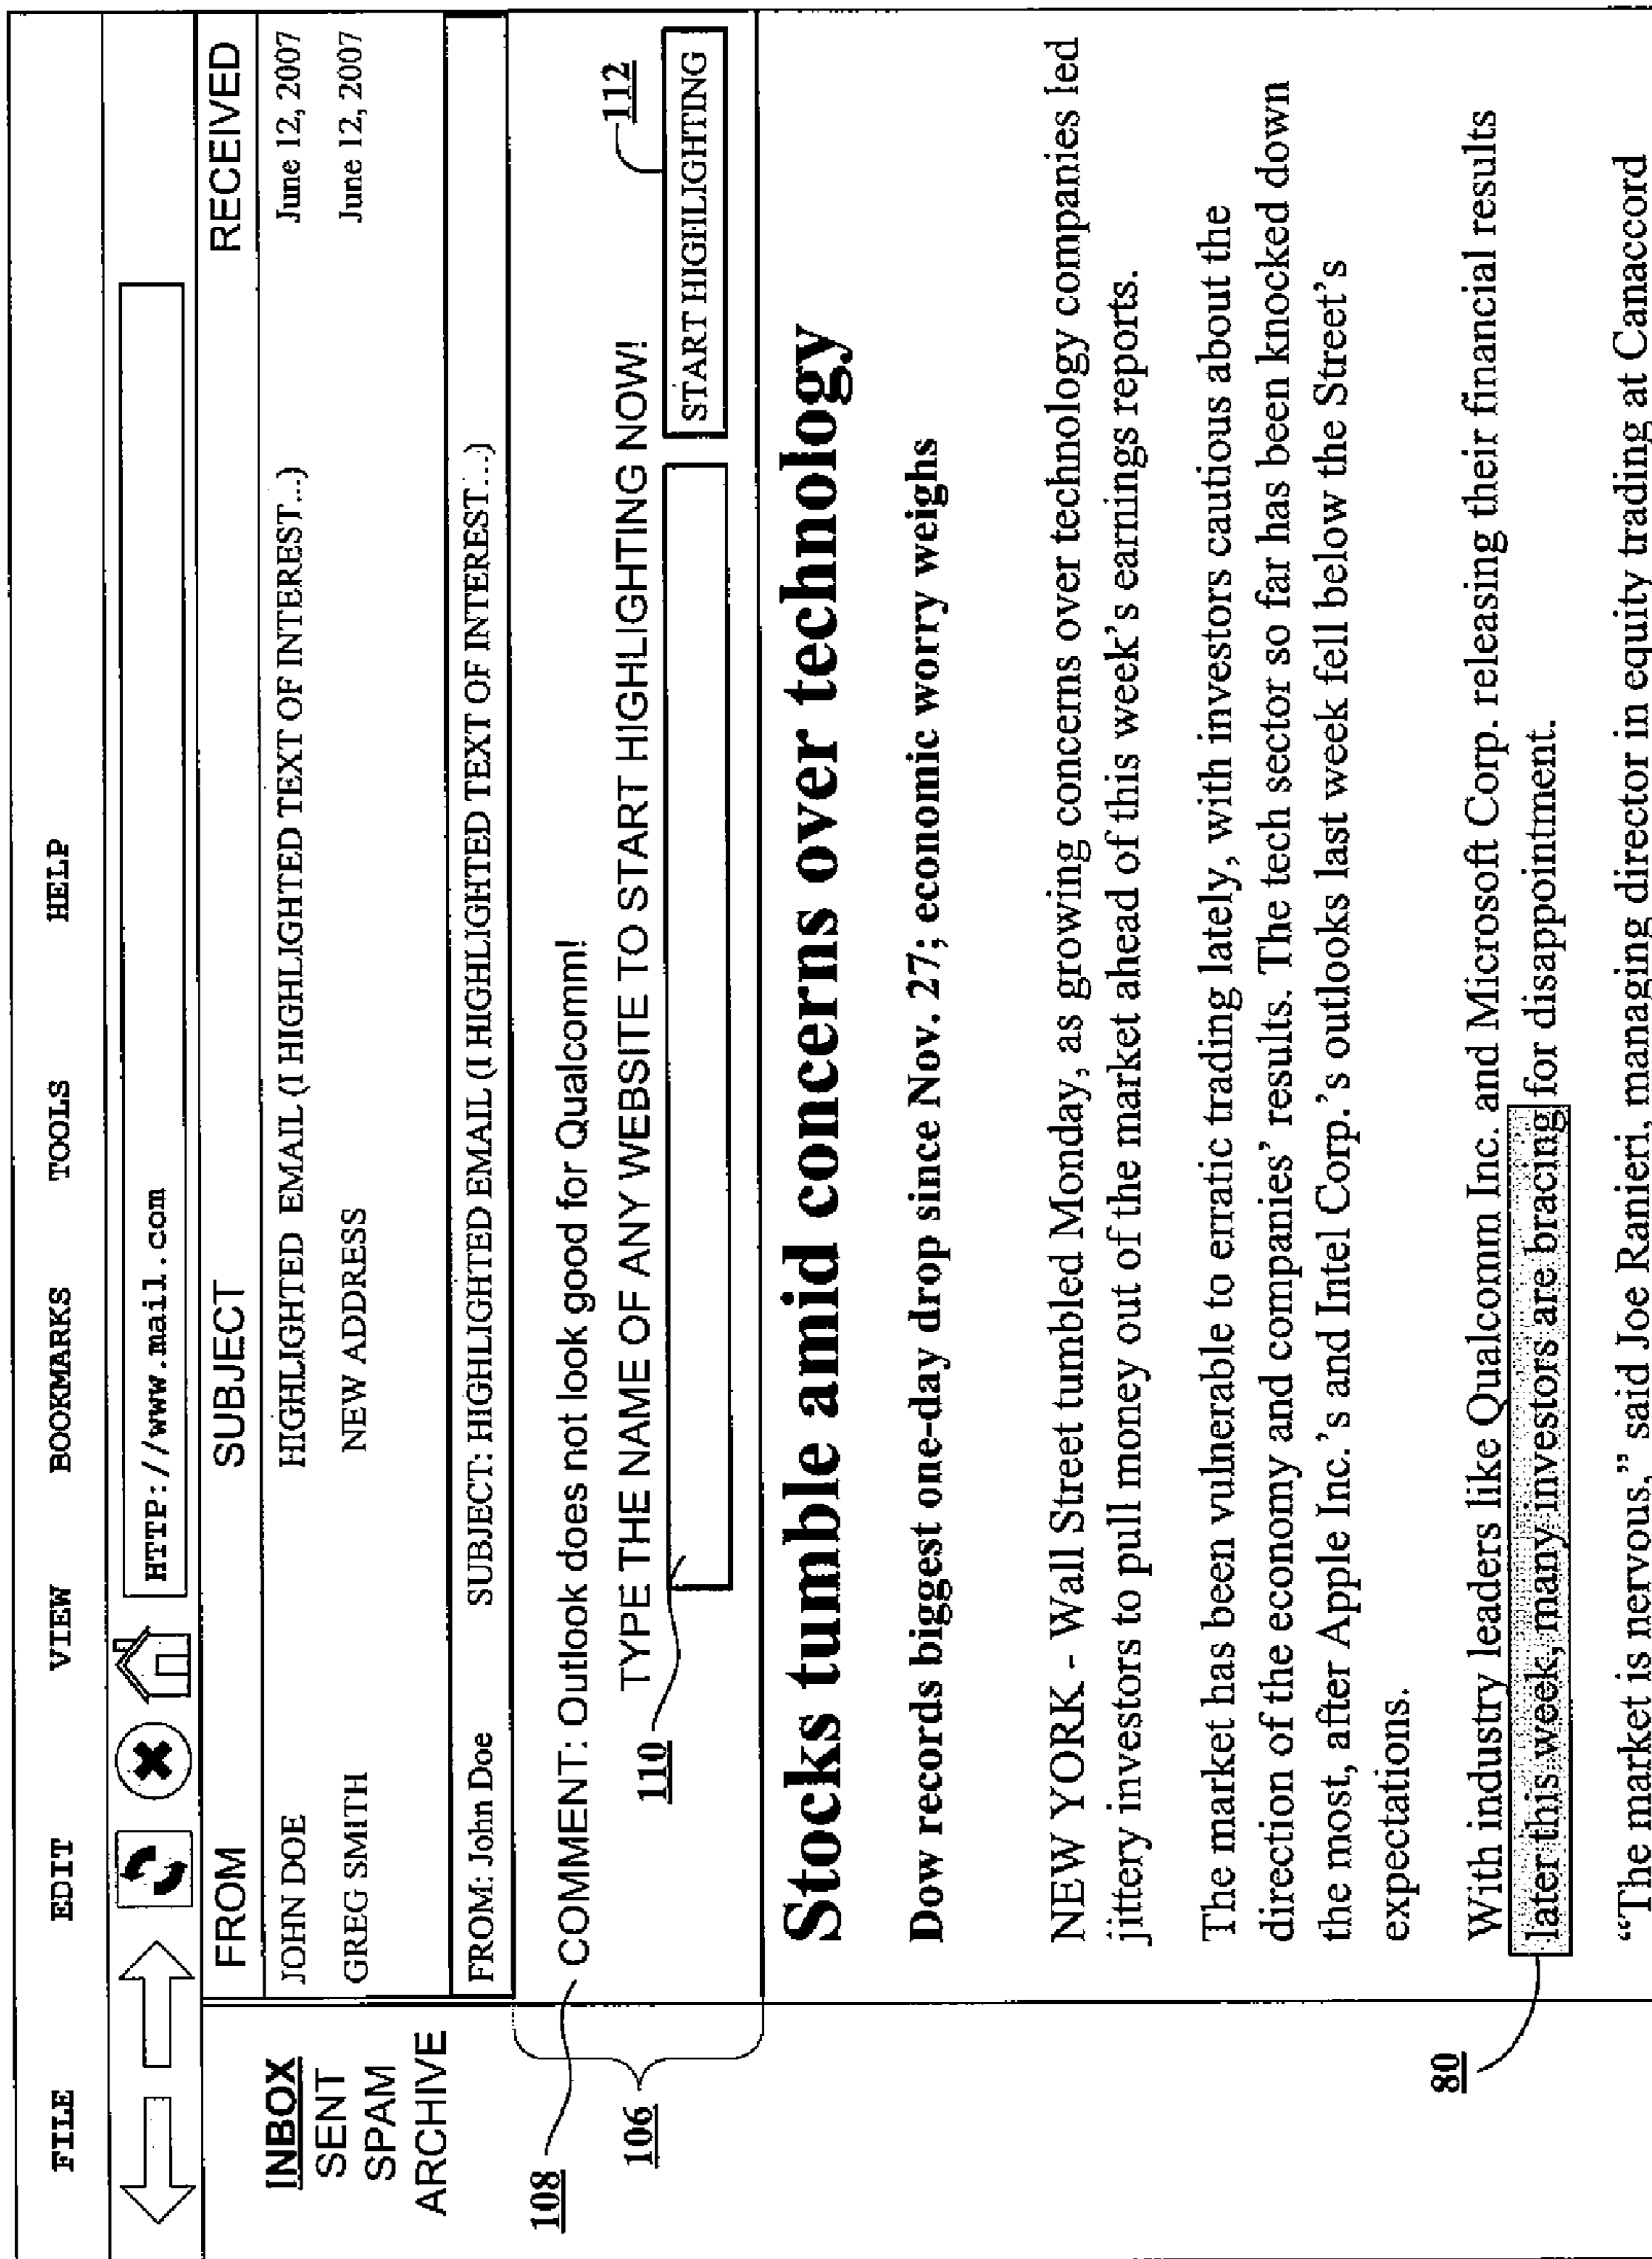 FILE EDIT VIEW BOOKMARKS TOOLS HELP
HTTP://www.mail.com
FROM SUBJECT RECEIVED
INBOX
SENT
SPAM
ARCHIVE
JOHN DOE HIGHLIGHTED EMAIL (I HIGHLIGHTED TEXT OF INTEREST...) June 12, 2007
GREG SMITH NEW ADDRESS June 12, 2007
FROM: John Doe SUBJECT: HIGHLIGHTED EMAIL (I HIGHLIGHTED TEXT OF INTEREST...)
108
COMMENT: Outlook does not look good for Qualcomm!
106
TYPE THE NAME OF ANY WEBSITE TO START HIGHLIGHTING NOW!
112
110
START HIGHLIGHTING
Stocks tumble amid concerns over technology
Dow records biggest one-day drop since Nov. 27; economic worry weighs
NEW YORK - Wall Street tumbled Monday, as growing concerns over technology companies led
jittery investors to pull money out of the market ahead of this week's earnings reports.
The market has been vulnerable to erratic trading lately, with investors cautious about the
direction of the economy and companies' results. The tech sector so far has been knocked down
the most, after Apple Inc.'s and Intel Corp.'s outlooks last week fell below the Street's
expectations.
With industry leaders like Qualcomm Inc. and Microsoft Corp. releasing their financial results
80
later this week, many investors are bracing for disappointment.
“The market is nervous,” said Joe Ranieri, managing director in equity trading at Canaccord